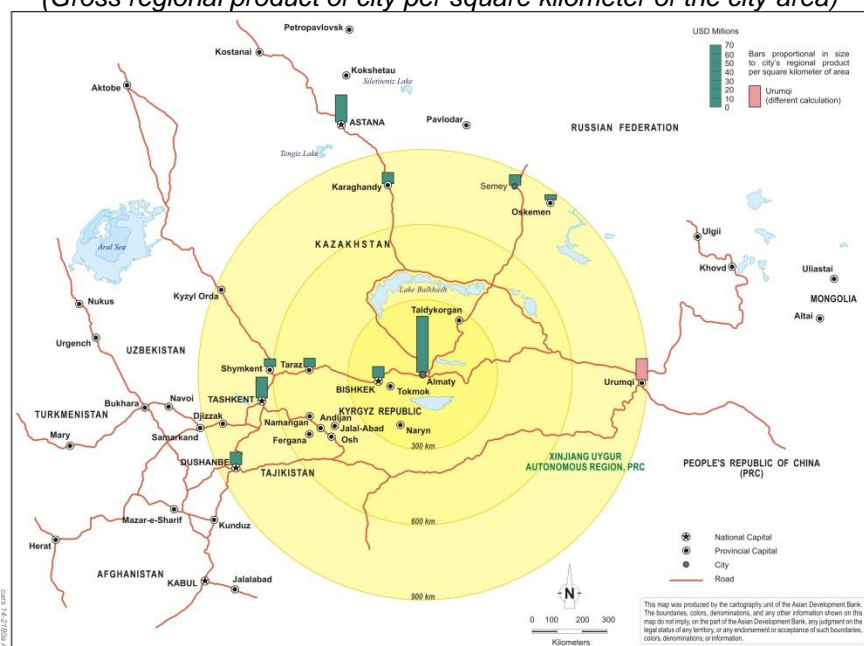 (Gross regional product of city per square kilometer of the city area)
USD Millions
70
60
50
40
30
20
10
0
Bars proportional in size
to city's regional product
per square kilometer of area
Urumqi
(different calculation)
Petropavlovsk
Kostanai
Kokshetau
Siletiteniz Lake
Aktobe
ASTANA
Pavlodar
RUSSIAN FEDERATION
Tengiz Lake
Karaghandy
Semey
Oskemen
KAZAKHSTAN
Aral Sea
Ulgii
Khovd
Uliastai
MONGOLIA
Altai
Kyzyl Orda
Lake Balkhash
Nukus
Taldykorgan
Urgench
UZBEKISTAN
Shymkent
Taraz
BISHKEK
Almaty
Urumqi
Tokmok
TASHKENT
KYRGYZ REPUBLIC
Bukhara
Navoi
TURKMENISTAN
Djizzak
Namangan
Andijan
Jalal-Abad
Naryn
Mary
Samarkand
Fergana
Osh
300 km
DUSHANBE
TAJIKISTAN
XINJIANG UYGUR
AUTONOMOUS REGION, PRC
PEOPLE'S REPUBLIC OF CHINA
(PRC)
Mazar-e-Sharif
Kunduz
600 km
Herat
AFGHANISTAN
KABUL
Jalalabad
900 km
N
0 100 200 300 400
Kilometers
National Capital
Provincial Capital
City
Road
This map was produced by the cartography unit of the Asian Development Bank.
The boundaries, colors, denominations, and any other information shown on this
map do not imply, on the part of the Asian Development Bank, any judgment on the
legal status of any territory, or any endorsement or acceptance of such boundaries,
colors, denominations, or information.